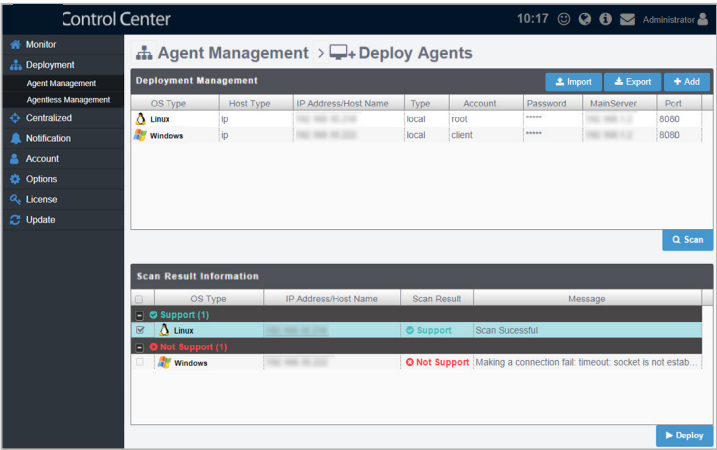 Control Center
10:17 Administrator
Monitor
Deployment
Agent Management
Agentless Management
Centralized
Notification
Account
Options
License
Update
Agent Management > Deploy Agents
Deployment Management Import Export + Add
OS Type Host Type IP Address/Host Name Type Account Password MainServer Port
Linux ip local root ***** 8080
Windows ip local client ***** 8080
Scan
Scan Result Information
OS Type IP Address/Host Name Scan Result Message
Support (1)
Linux Support Scan Sucessful
Not Support (1)
Windows Not Support Making a connection fail: timeout: socket is not estab...
Deploy